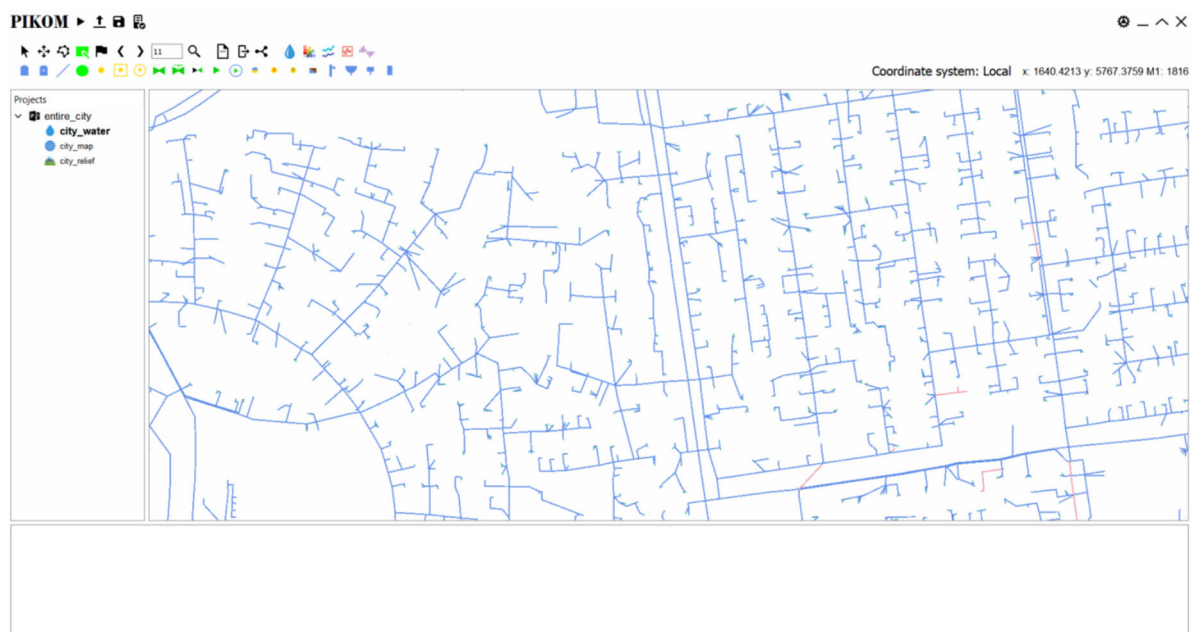 PIKOM
11
Coordinate system: Local x: 1640.4213 y: 5767.3759 M1: 1816
Projects
entire_city
city_water
city_map
city_relief